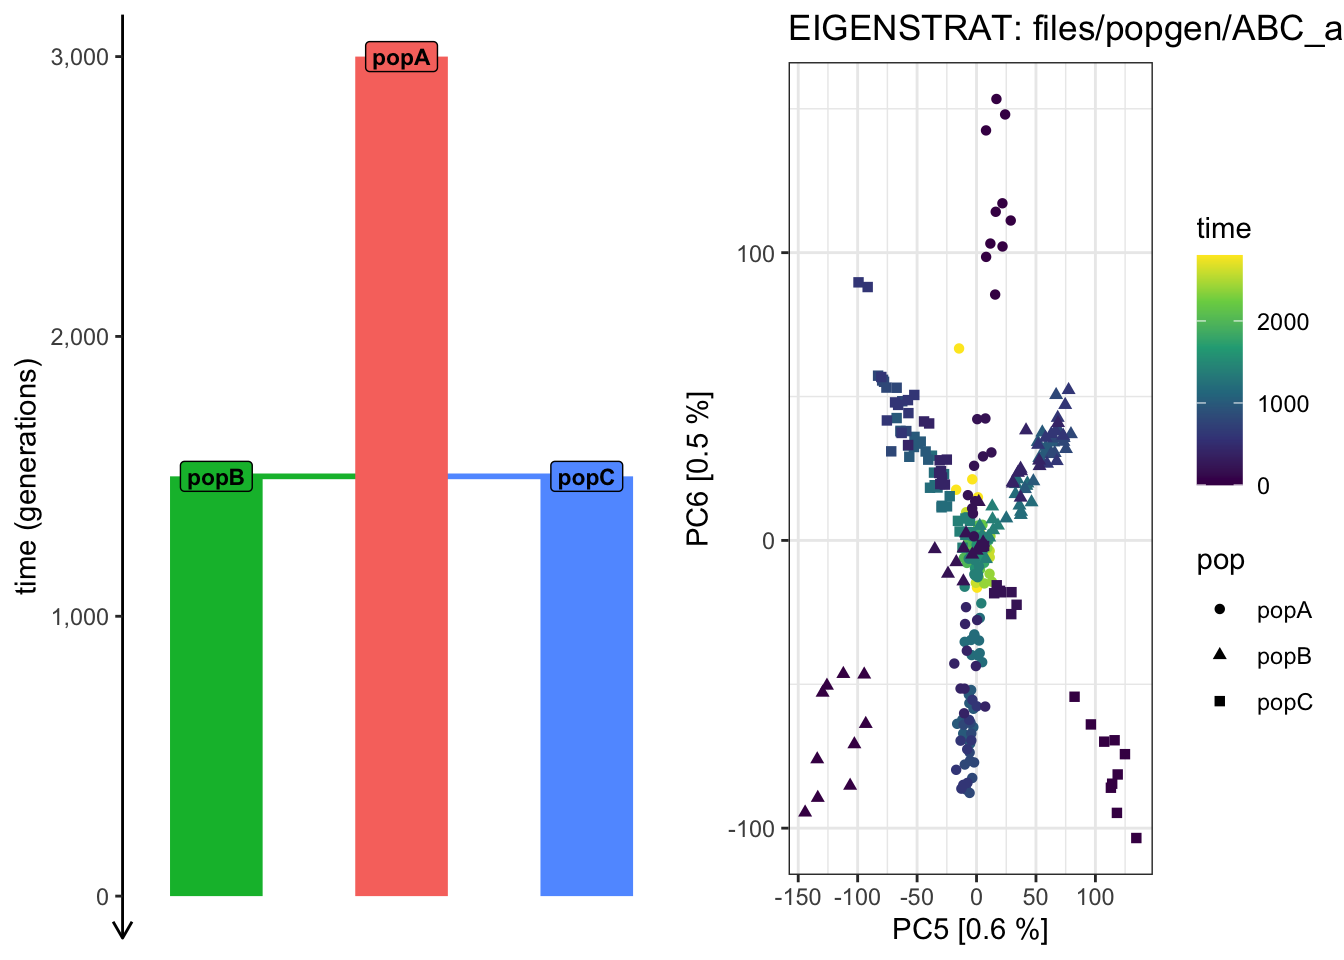 3,000
2,000
1,000
0
time (generations)
popA
popB
popC
EIGENSTRAT: files/popgen/ABC_a
100
0
-100
PC6 [0.5 %]
-150 -100 -50 0 50 100
PC5 [0.6 %]
time
2000
1000
0
pop
popA
popB
popC